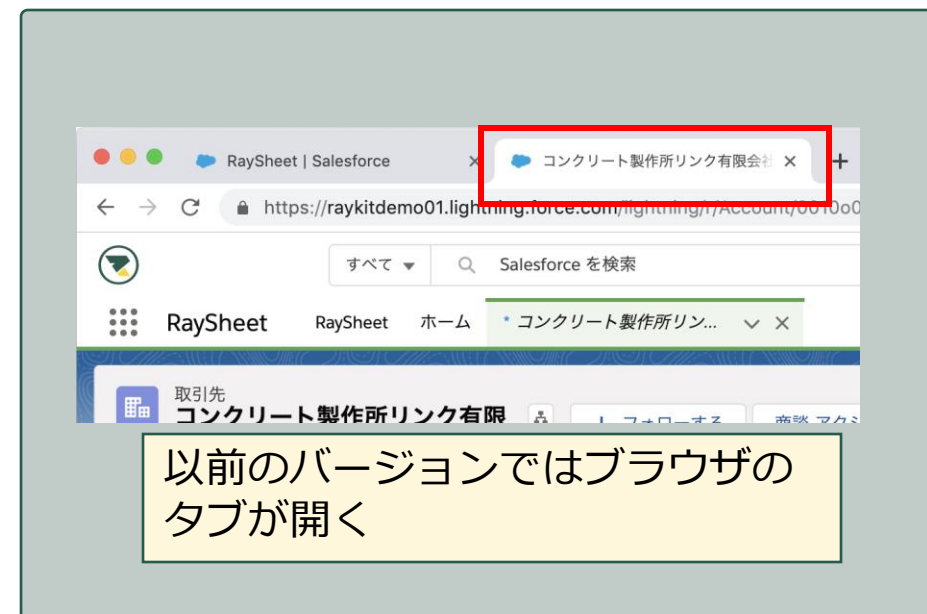 RaySheet | Salesforce
コンクリート製作所リンク有限会
https://raykitdemo01.lightning.force.com/lightning/r/Account/0010o0
すべて
Salesforce を検索
RaySheet RaySheet ホーム * コンクリート製作所リン...
取引先
コンクリート製作所リンク有限
フォローする
以前のバージョンではブラウザの
タブが開く